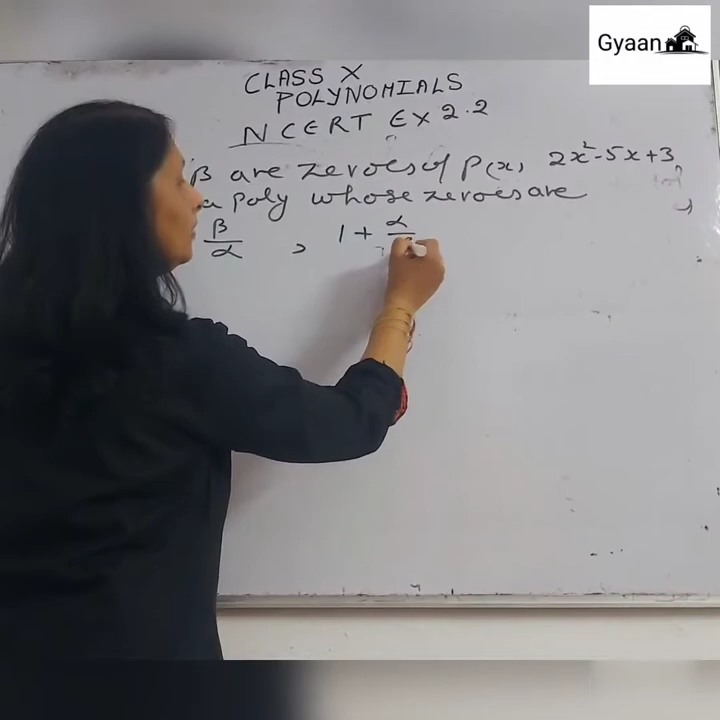 Gyaan
CLASS X
POLYNOMIALS
NCERT Ex 2.2
β are zeroes of P(x) 2x²-5x+3
a poly whose zeroes are
β/α , 1+ α/